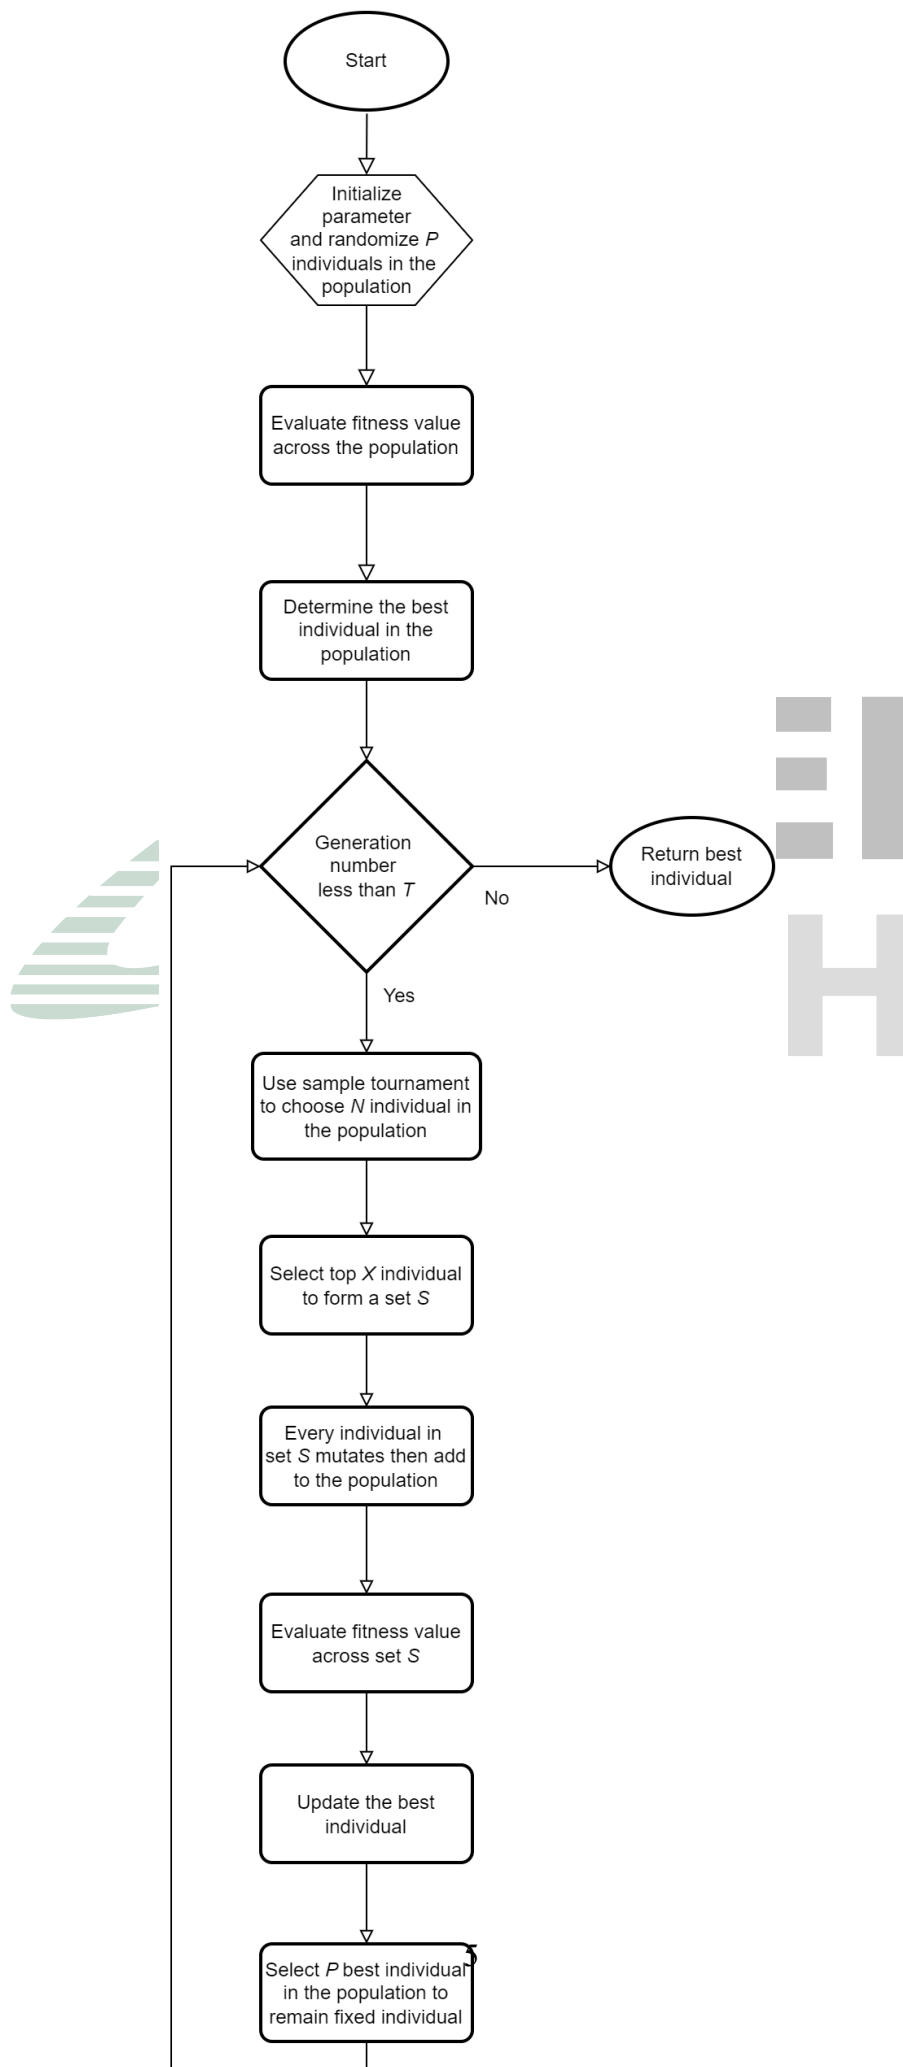 Start
Initialize
parameter
and randomize P
individuals in the
population
Evaluate fitness value
across the population
Determine the best
individual in the
population
Generation
number
less than T
No
Return best
individual
Yes
Use sample tournament
to choose N individual in
the population
Select top X individual
to form a set S
Every individual in
set S mutates then add
to the population
Evaluate fitness value
across set S
Update the best
individual
5
Select P best individual
in the population to
remain fixed individual
H